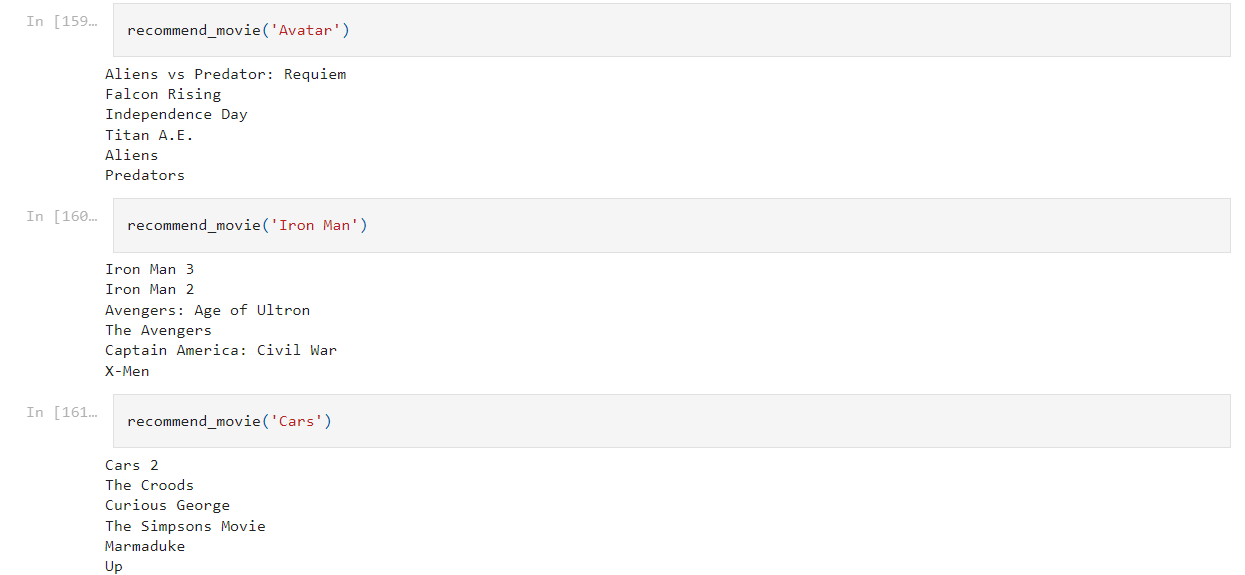 In [159…
recommend_movie('Avatar')
Aliens vs Predator: Requiem
Falcon Rising
Independence Day
Titan A.E.
Aliens
Predators
In [160…
recommend_movie('Iron Man')
Iron Man 3
Iron Man 2
Avengers: Age of Ultron
The Avengers
Captain America: Civil War
X-Men
In [161…
recommend_movie('Cars')
Cars 2
The Croods
Curious George
The Simpsons Movie
Marmaduke
Up